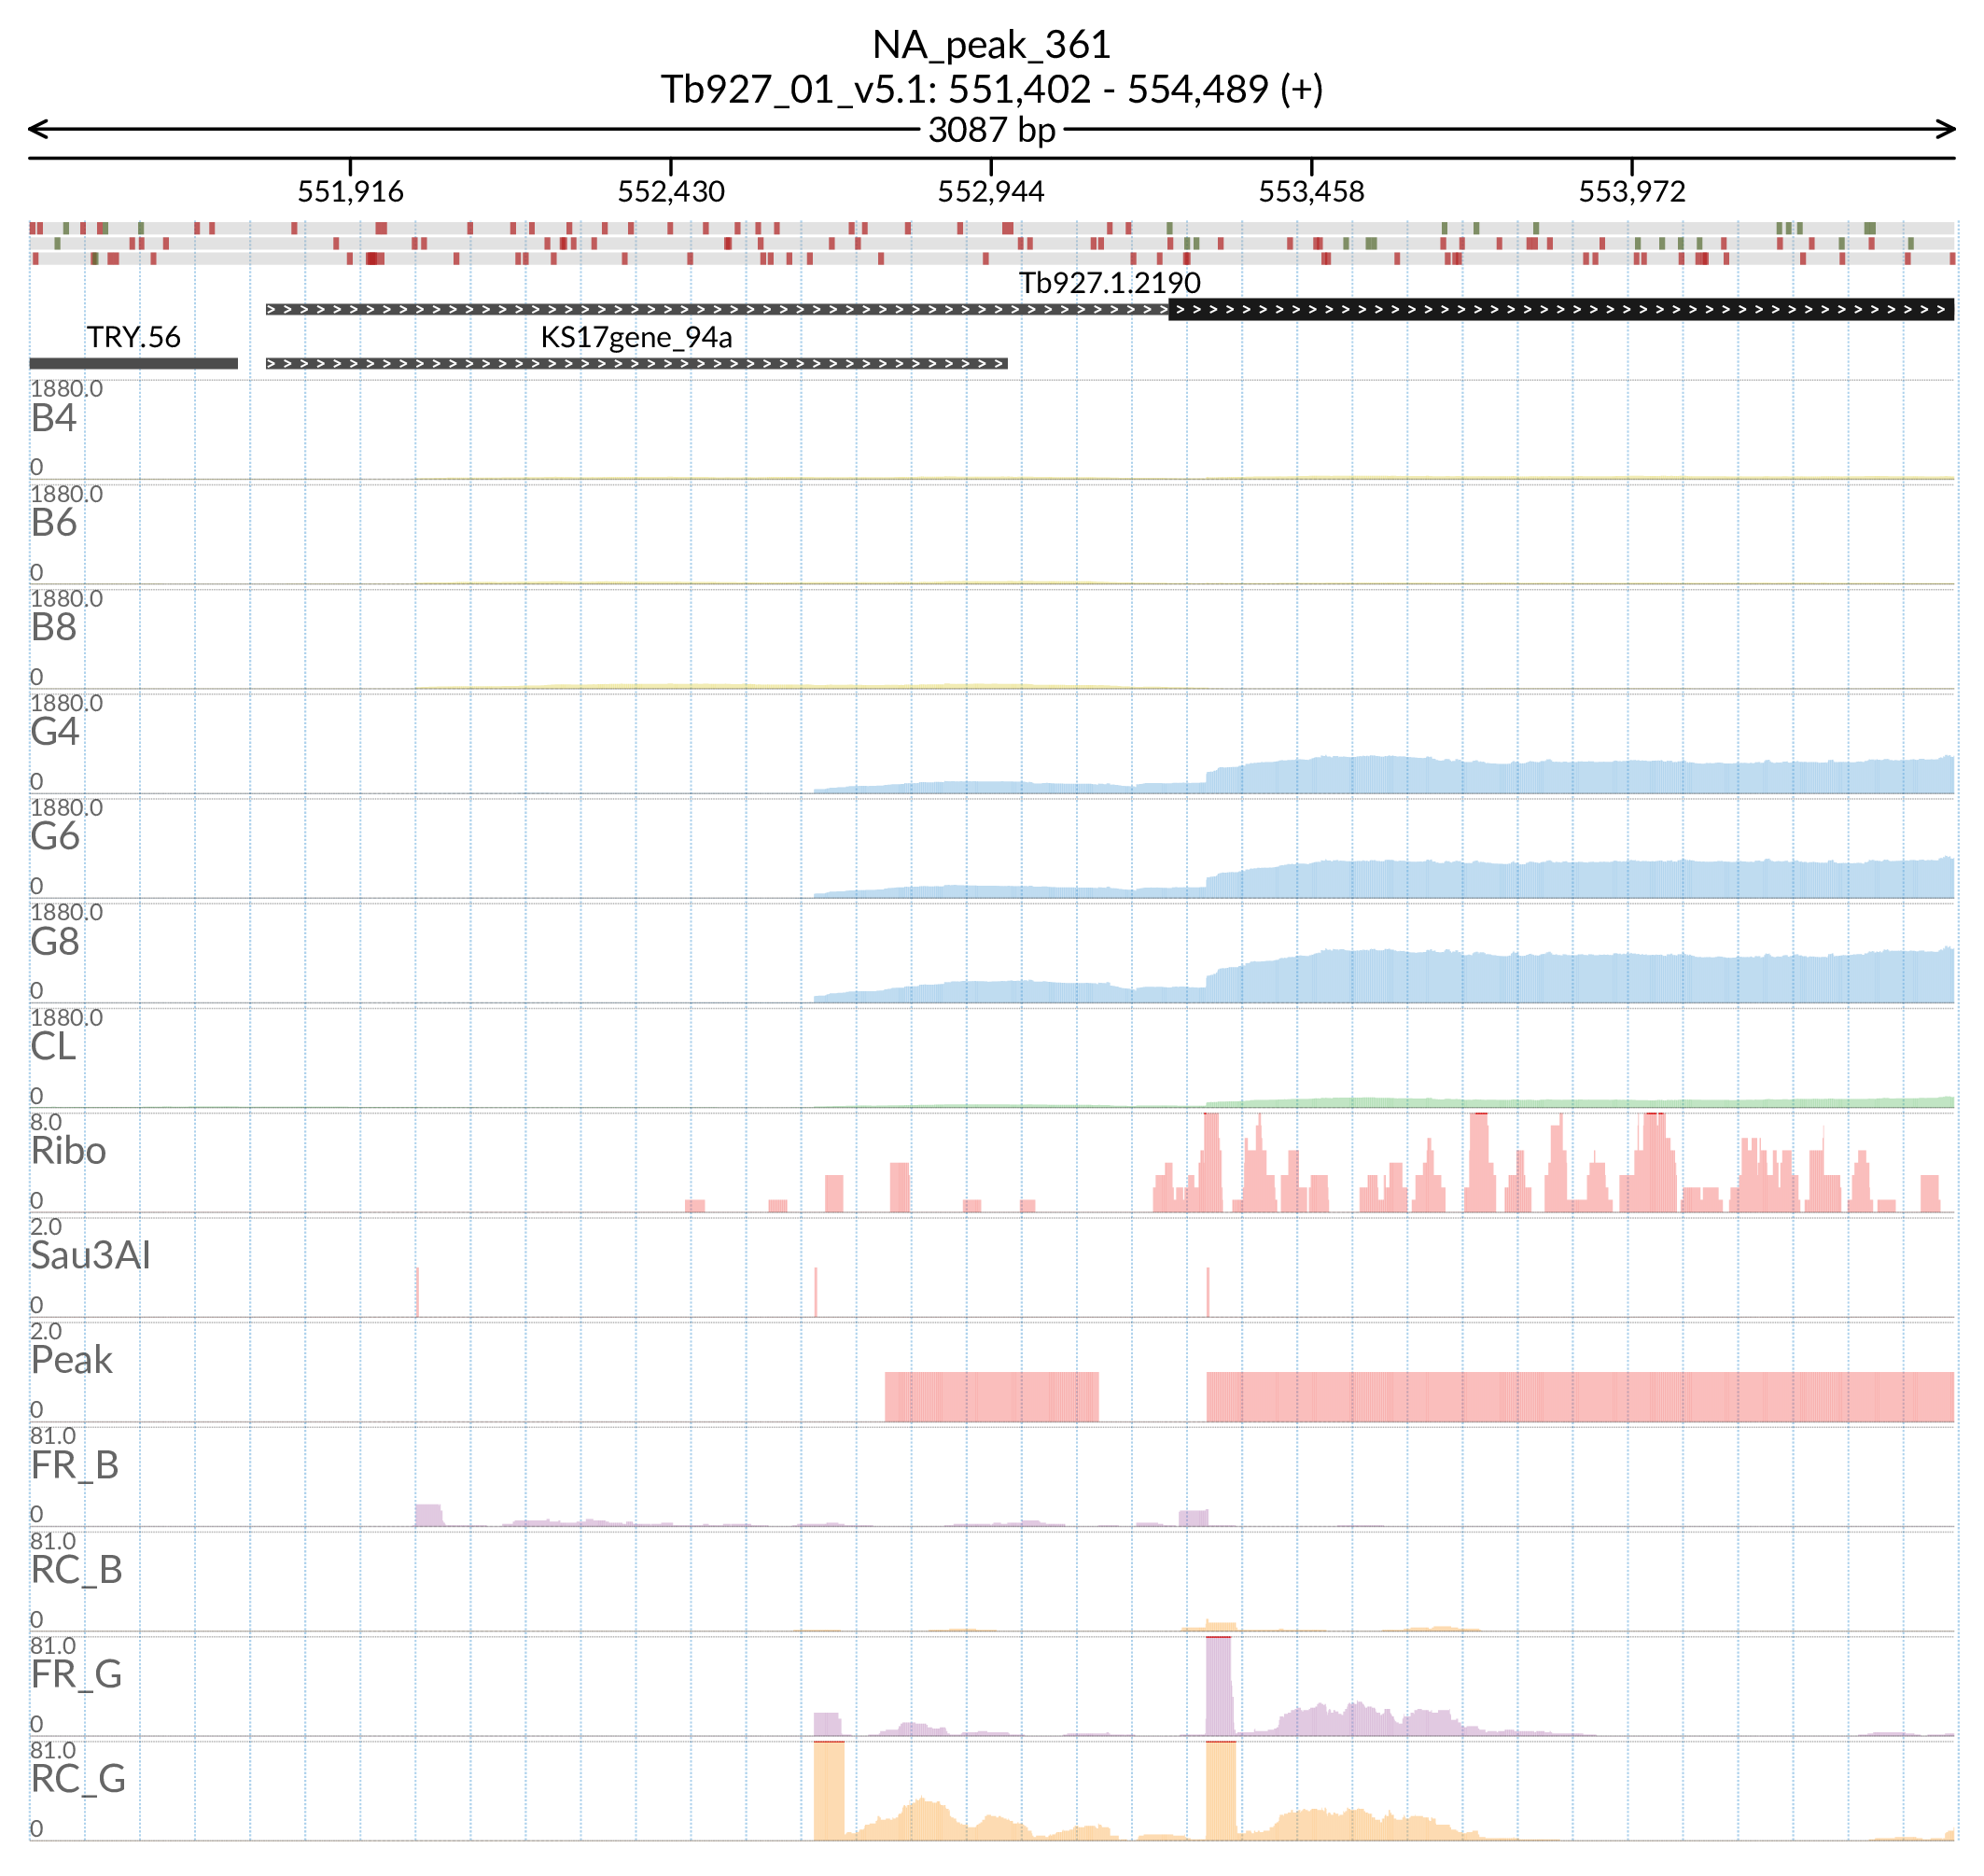 NA_peak_361
Tb927_01_v5.1: 551,402 - 554,489 (+)
3087 bp
551,916 552,430 552,944 553,458 553,972
Tb927.1.2190
TRY.56 KS17gene_94a
1880.0
B4
0
1880.0
B6
0
1880.0
B8
0
1880.0
G4
0
1880.0
G6
0
1880.0
G8
0
1880.0
CL
0
8.0
Ribo
0
2.0
Sau3AI
0
2.0
Peak
0
81.0
FR_B
0
81.0
RC_B
0
81.0
FR_G
0
81.0
RC_G
0